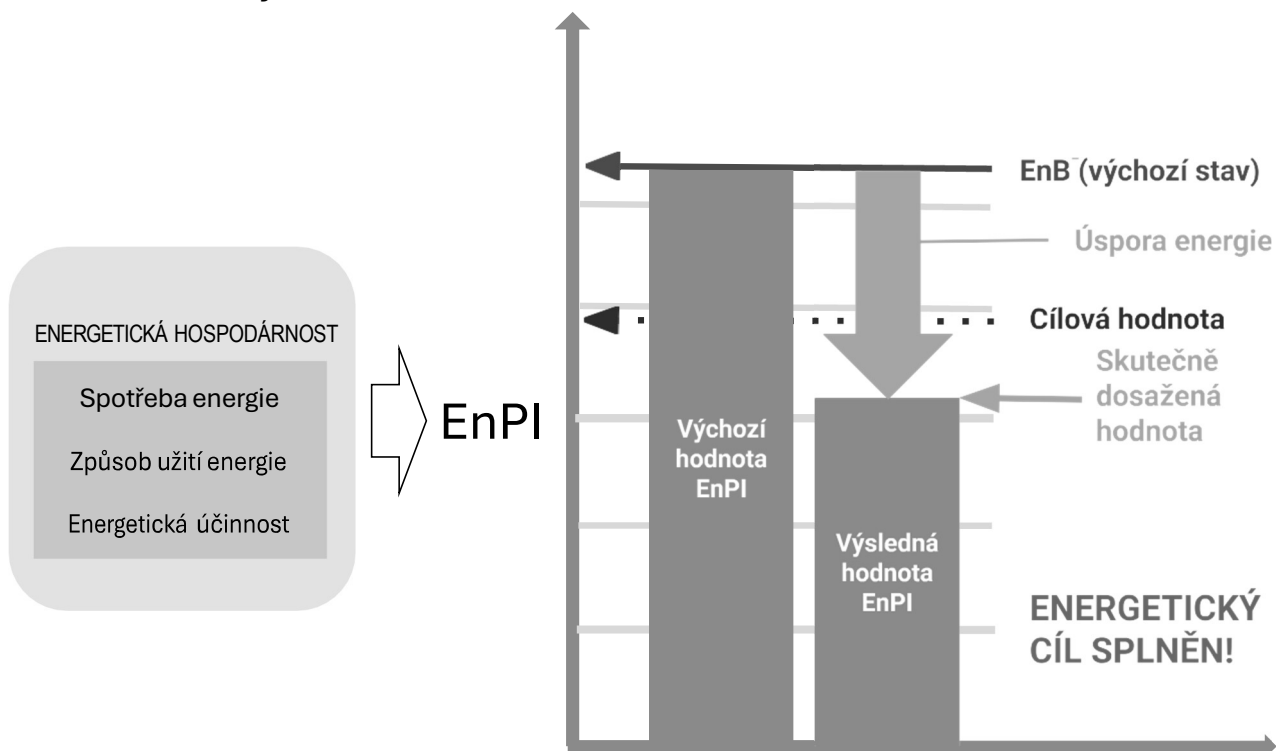 ENERGETICKÁ HOSPODÁRNOST
Spotřeba energie
Způsob užití energie
Energetická účinnost
EnPI
EnB (výchozí stav)
Úspora energie
Cílová hodnota
Skutečně
dosažená
hodnota
Výchozí
hodnota
EnPI
Výsledná
hodnota
EnPI
ENERGETICKÝ
CÍL SPLNĚN!